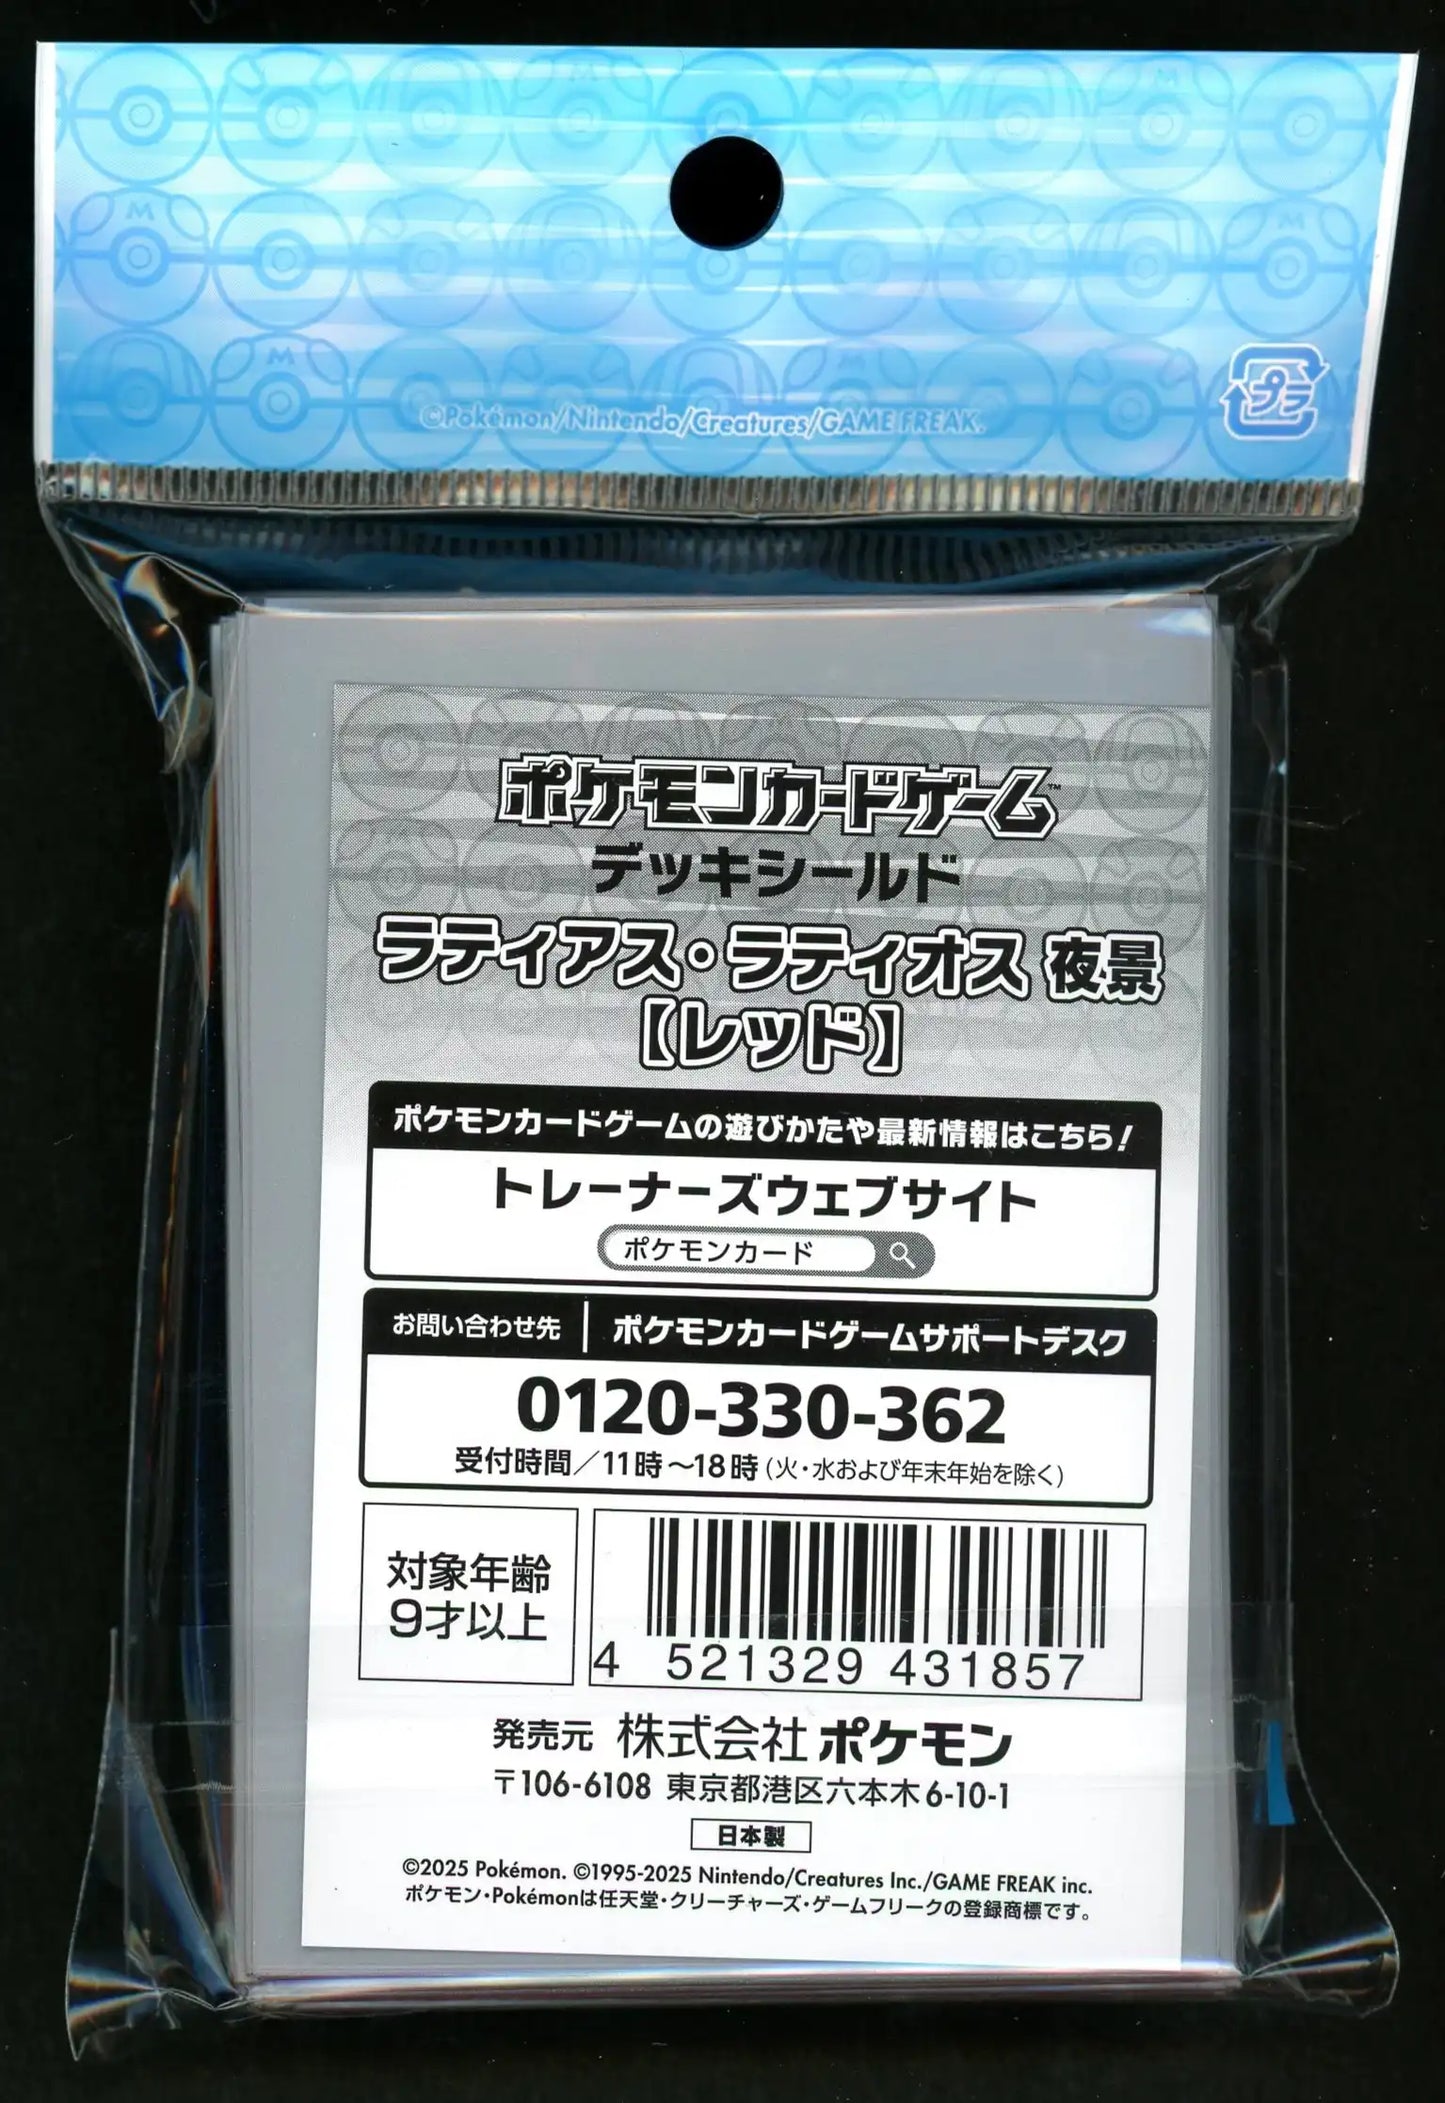 ©Pokémon/Nintendo/Creatures/GAME FREAK.
プラ
ポケモンカードゲーム™
デッキシールド
ラティアス・ラティオス 夜景
【レッド】
ポケモンカードゲームの遊びかたや最新情報はこちら!
トレーナーズウェブサイト
ポケモンカード
お問い合わせ先 | ポケモンカードゲームサポートデスク
0120-330-362
受付時間/11時〜18時(火・水および年末年始を除く)
対象年齢
9才以上
4 521329 431857
発売元 株式会社ポケモン
〒106-6108 東京都港区六本木6-10-1
日本製
©2025 Pokémon. ©1995-2025 Nintendo/Creatures Inc./GAME FREAK inc.
ポケモン・Pokémonは任天堂・クリーチャーズ・ゲームフリークの登録商標です。